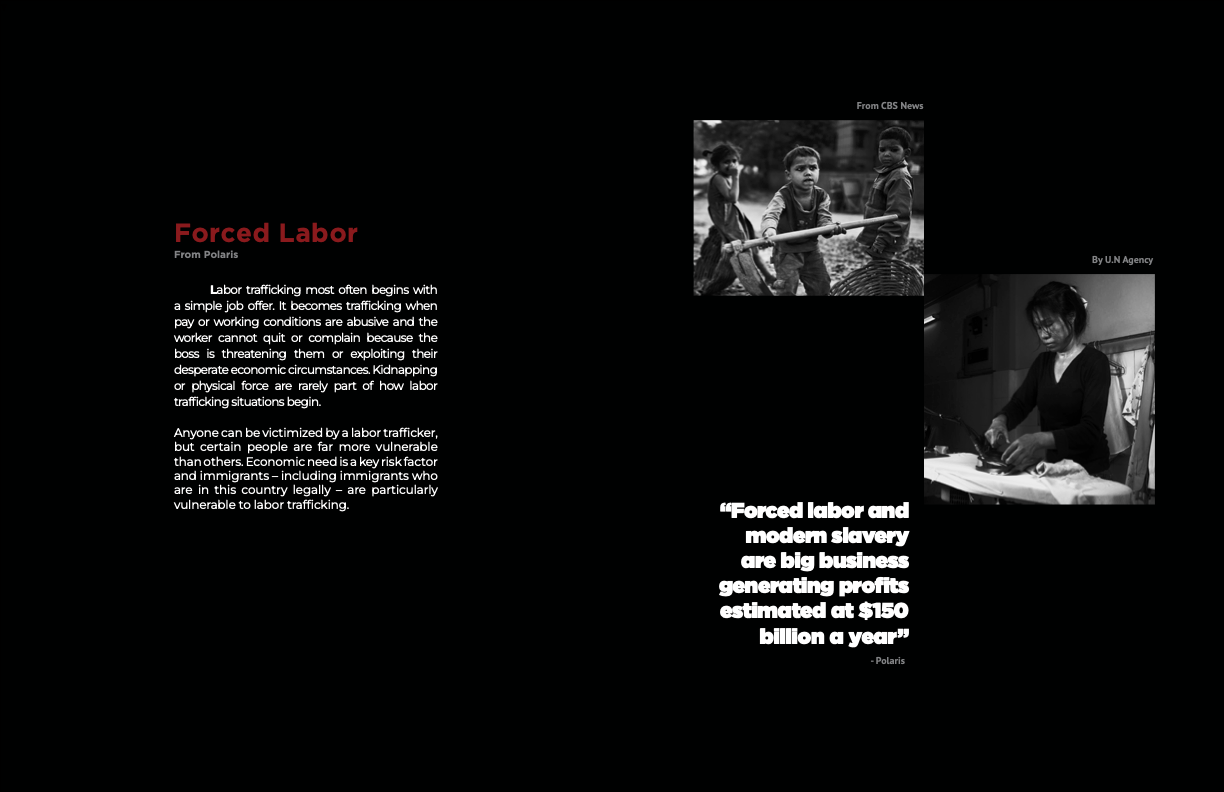 Forced Labor
From Polaris
Labor trafficking most often begins with
a simple job offer. It becomes trafficking when
pay or working conditions are abusive and the
worker cannot quit or complain because the
boss is threatening them or exploiting their
desperate economic circumstances. Kidnapping
or physical force are rarely part of how labor
trafficking situations begin.
Anyone can be victimized by a labor trafficker,
but certain people are far more vulnerable
than others. Economic need is a key risk factor
and immigrants – including immigrants who
are in this country legally – are particularly
vulnerable to labor trafficking.
From CBS News
By U.N Agency
“Forced labor and
modern slavery
are big business
generating profits
estimated at $150
billion a year”
- Polaris